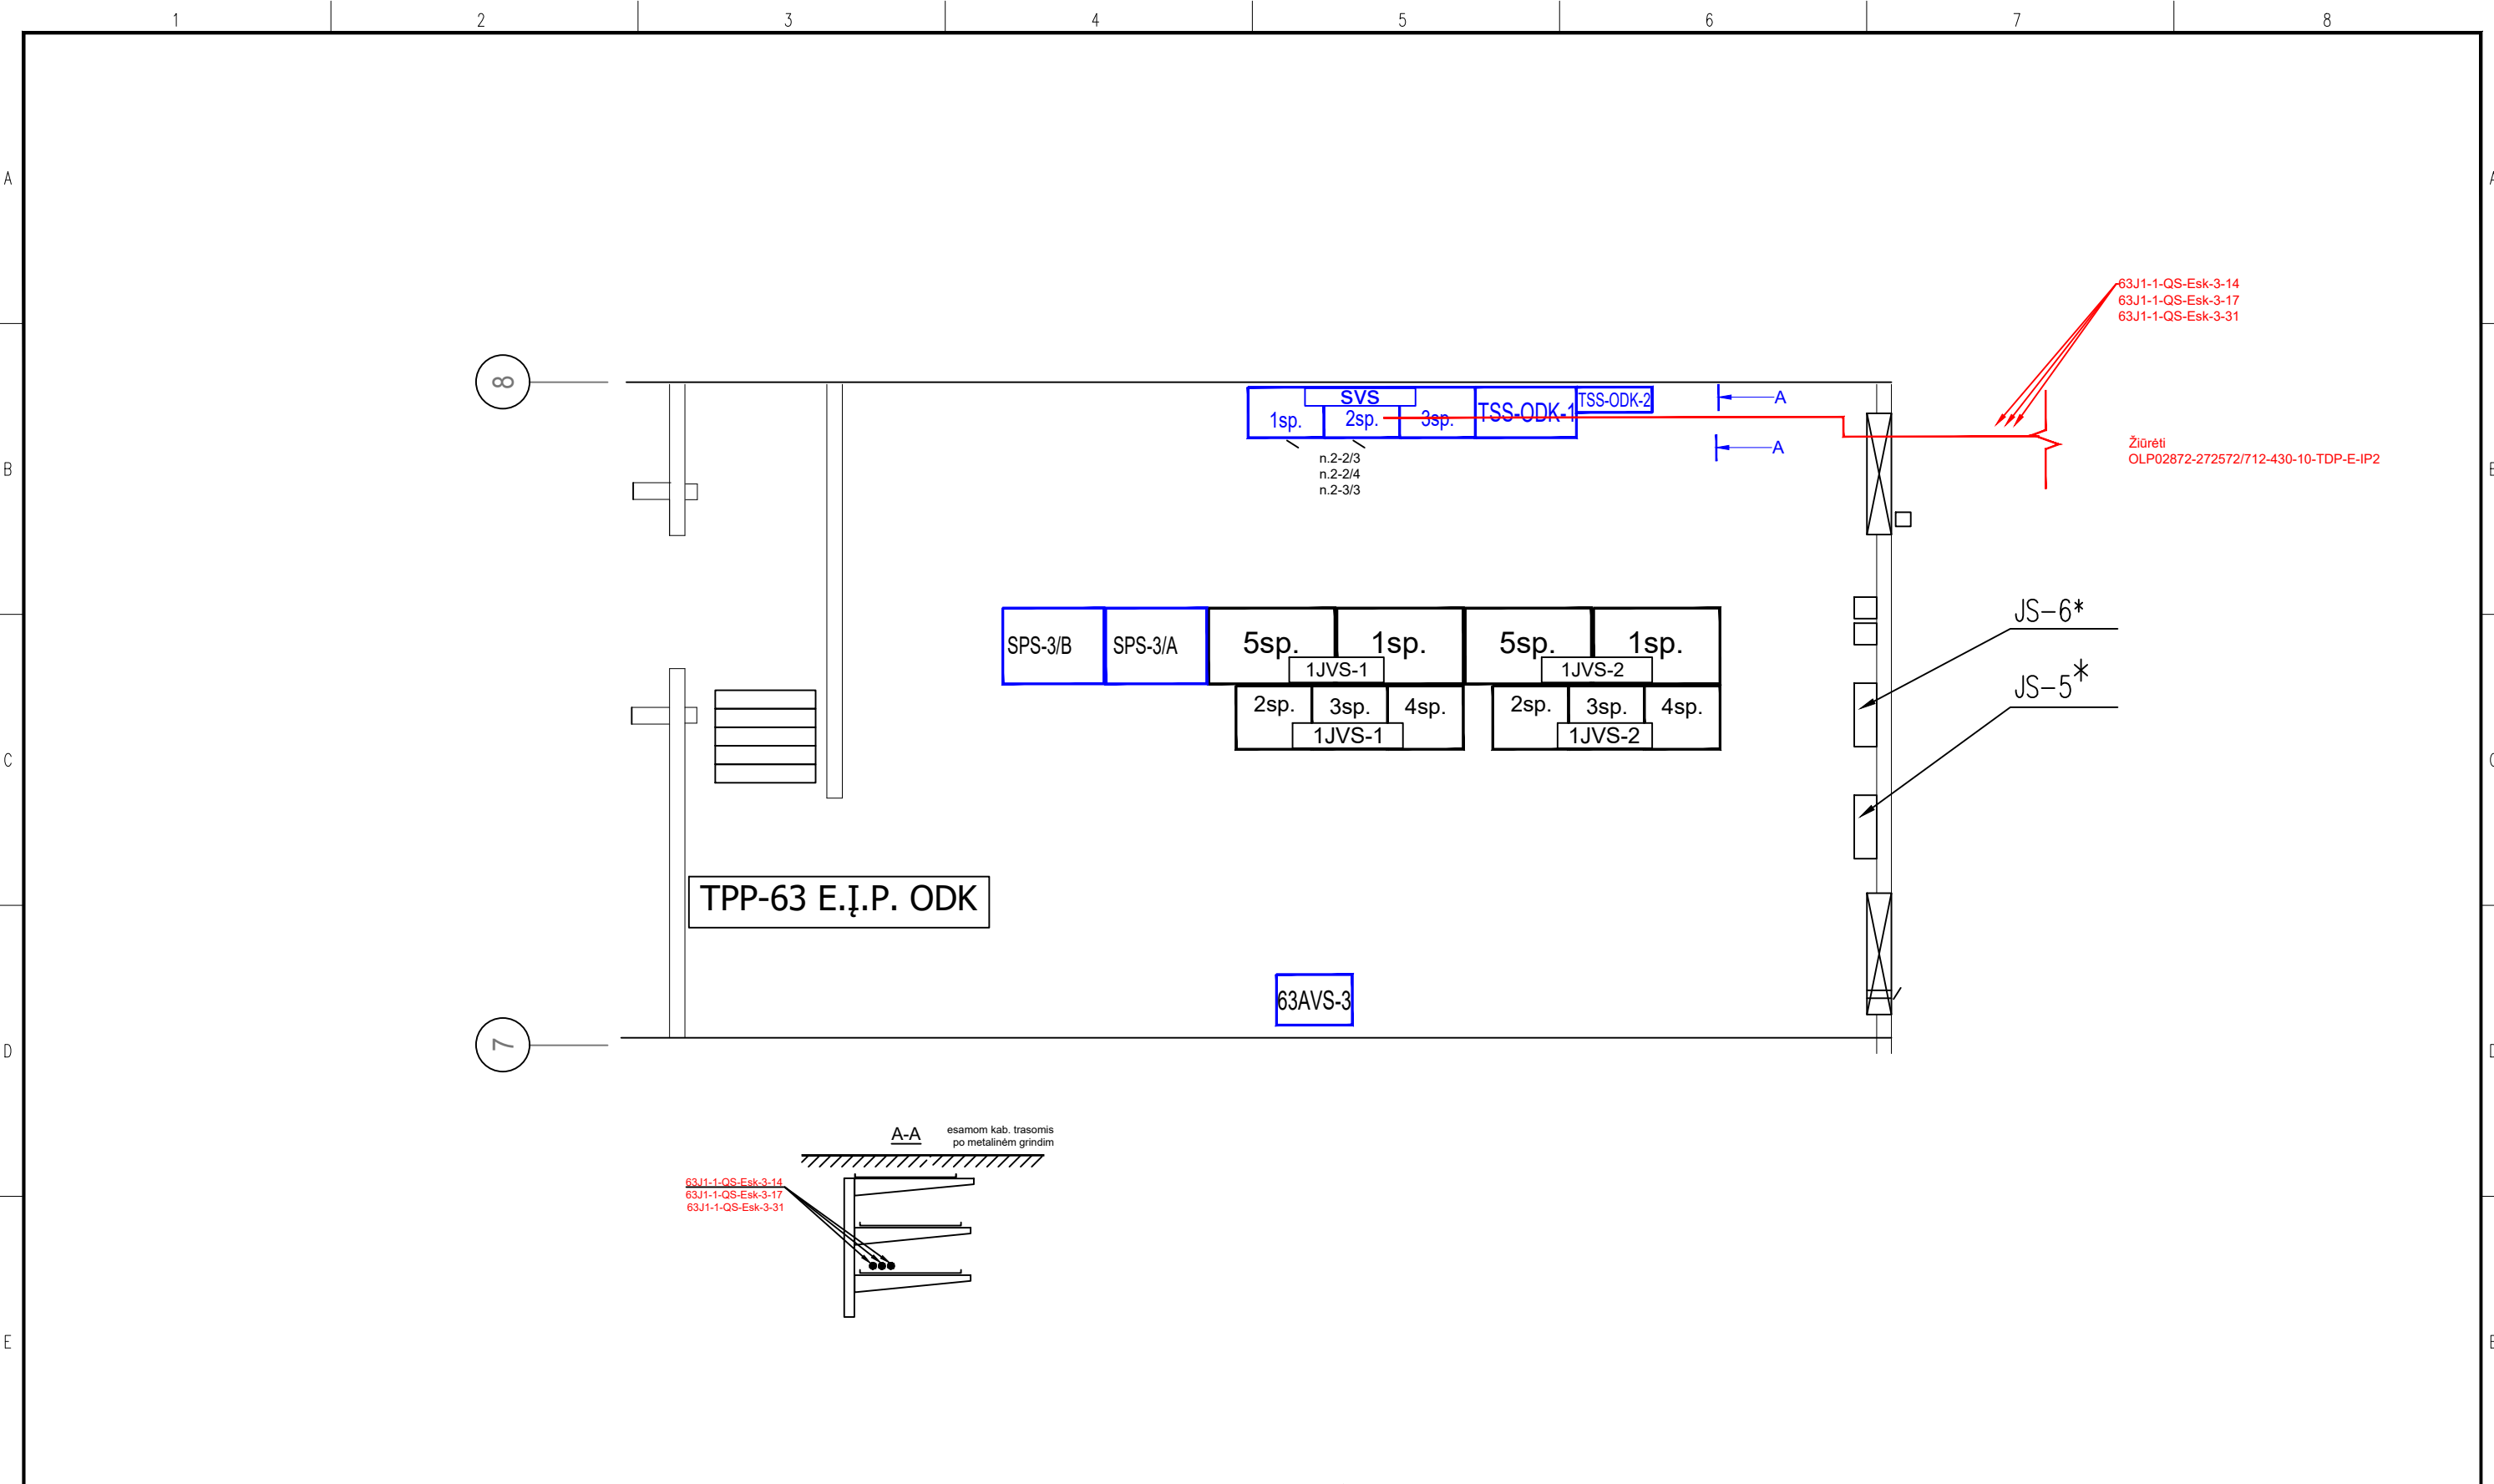 1 2 3 4 5 6 7 8
A
63J1-1-QS-Esk-3-14
63J1-1-QS-Esk-3-17
63J1-1-QS-Esk-3-31
8
SVS
1sp. 2sp. 3sp. TSS-ODK-1 TSS-ODK-2
A
A
Žiūrėti
OLP02872-272572/712-430-10-TDP-E-IP2
B
n.2-2/3
n.2-2/4
n.2-3/3
JS-6*
SPS-3/B SPS-3/A 5sp. 1sp. 5sp. 1sp.
1JVS-1 1JVS-2
JS-5*
2sp. 3sp. 4sp. 2sp. 3sp. 4sp.
1JVS-1 1JVS-2
C
TPP-63 E.Į.P. ODK
63AVS-3
7
D
A-A
esamom kab. trasomis
po metalinėm grindim
63J1-1-QS-Esk-3-14
63J1-1-QS-Esk-3-17
63J1-1-QS-Esk-3-31
E